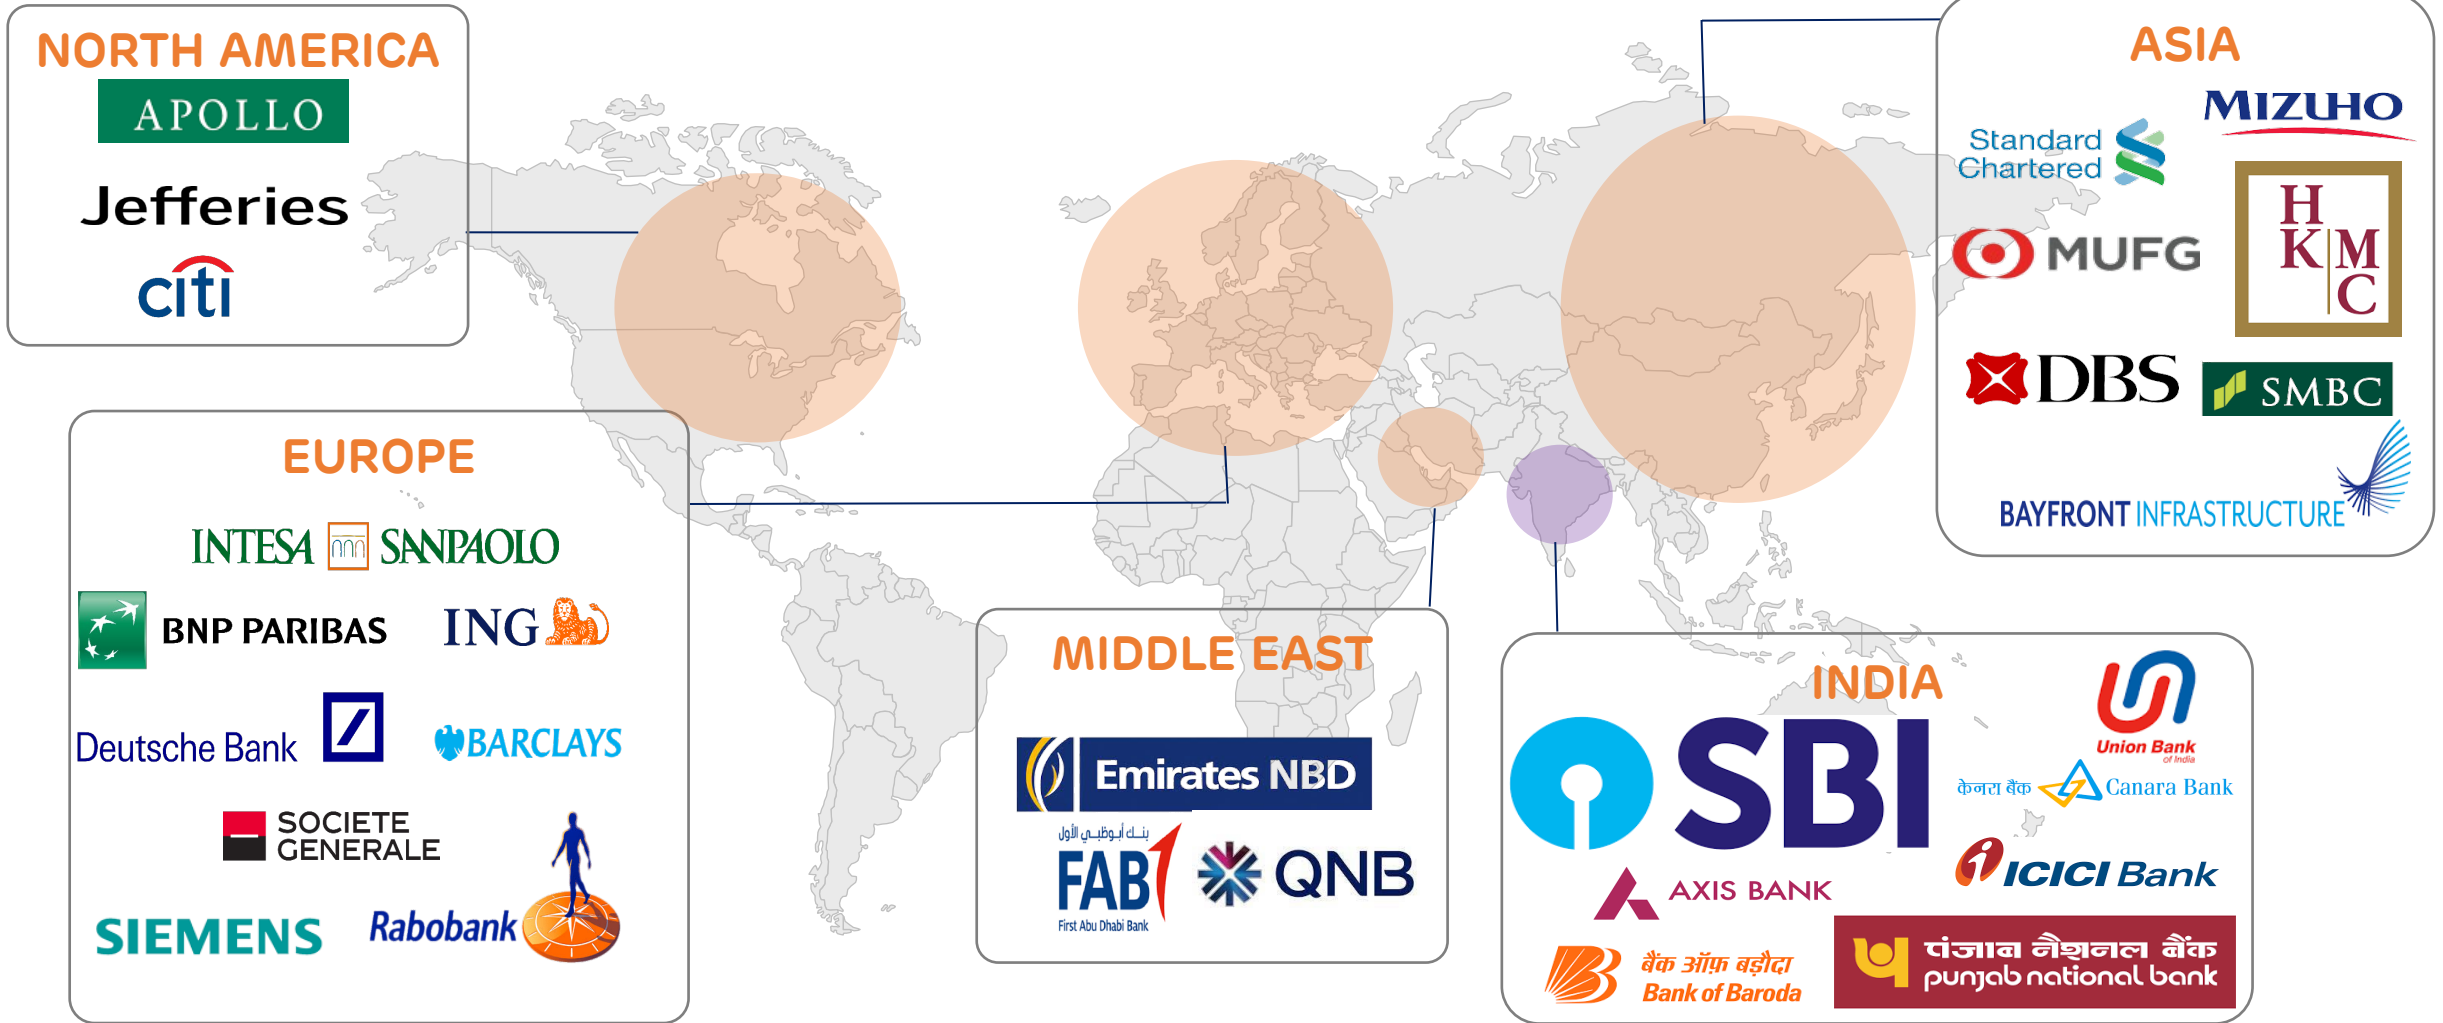 NORTH AMERICA
APOLLO
Jefferies
citi
EUROPE
INTESA SANPAOLO
BNP PARIBAS
ING
Deutsche Bank
BARCLAYS
SOCIETE
GENERALE
SIEMENS
Rabobank
MIDDLE EAST
Emirates NBD
بنك أبوظبي الأول
FAB
First Abu Dhabi Bank
QNB
ASIA
MIZUHO
Standard
Chartered
HK MC
MUFG
DBS
SMBC
BAYFRONT INFRASTRUCTURE
INDIA
SBI
Union Bank
of India
केनरा बैंक Canara Bank
ICICI Bank
AXIS BANK
बैंक ऑफ़ बड़ौदा
Bank of Baroda
पंजाब नैशनल बैंक
punjab national bank